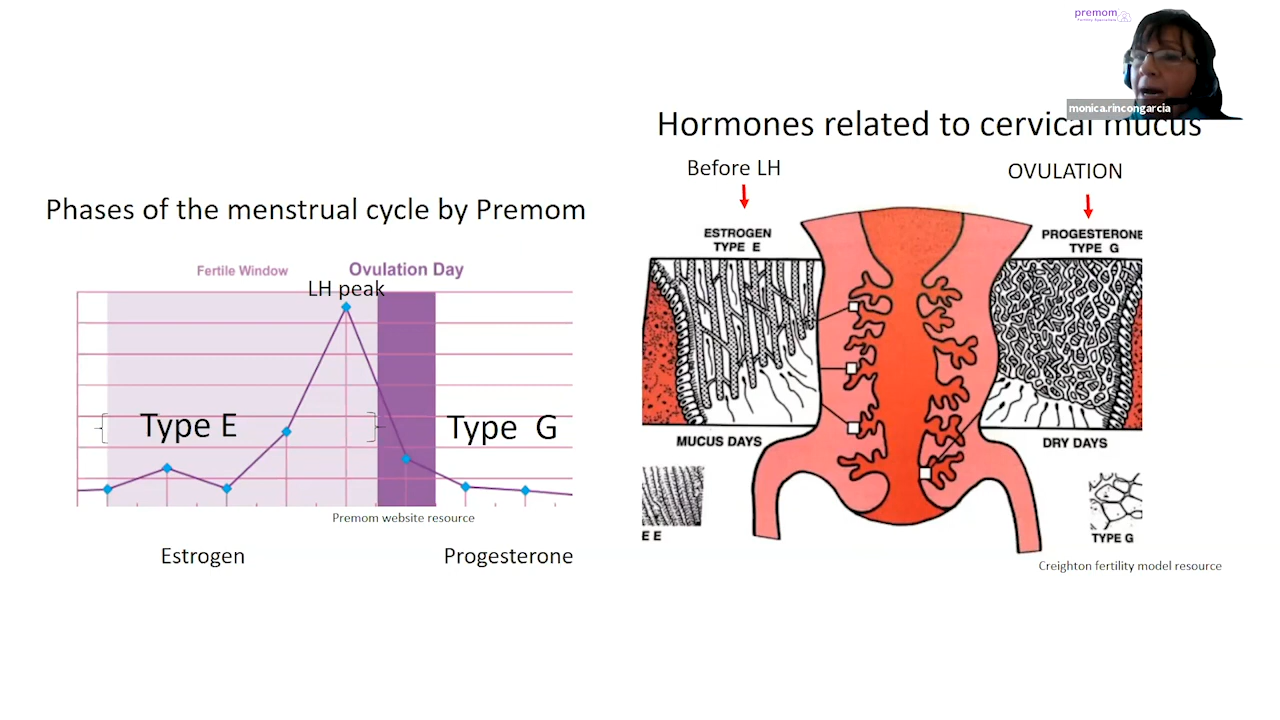 premom
Fertility Specialists
monica.rincongarcia
Hormones related to cervical mucus
Before LH
OVULATION
Phases of the menstrual cycle by Premom
ESTROGEN
TYPE E
PROGESTERONE
TYPE G
Fertile Window
Ovulation Day
LH peak
Type E
Type G
MUCUS DAYS
DRY DAYS
Premom website resource
E E
TYPE G
Estrogen
Progesterone
Creighton fertility model resource